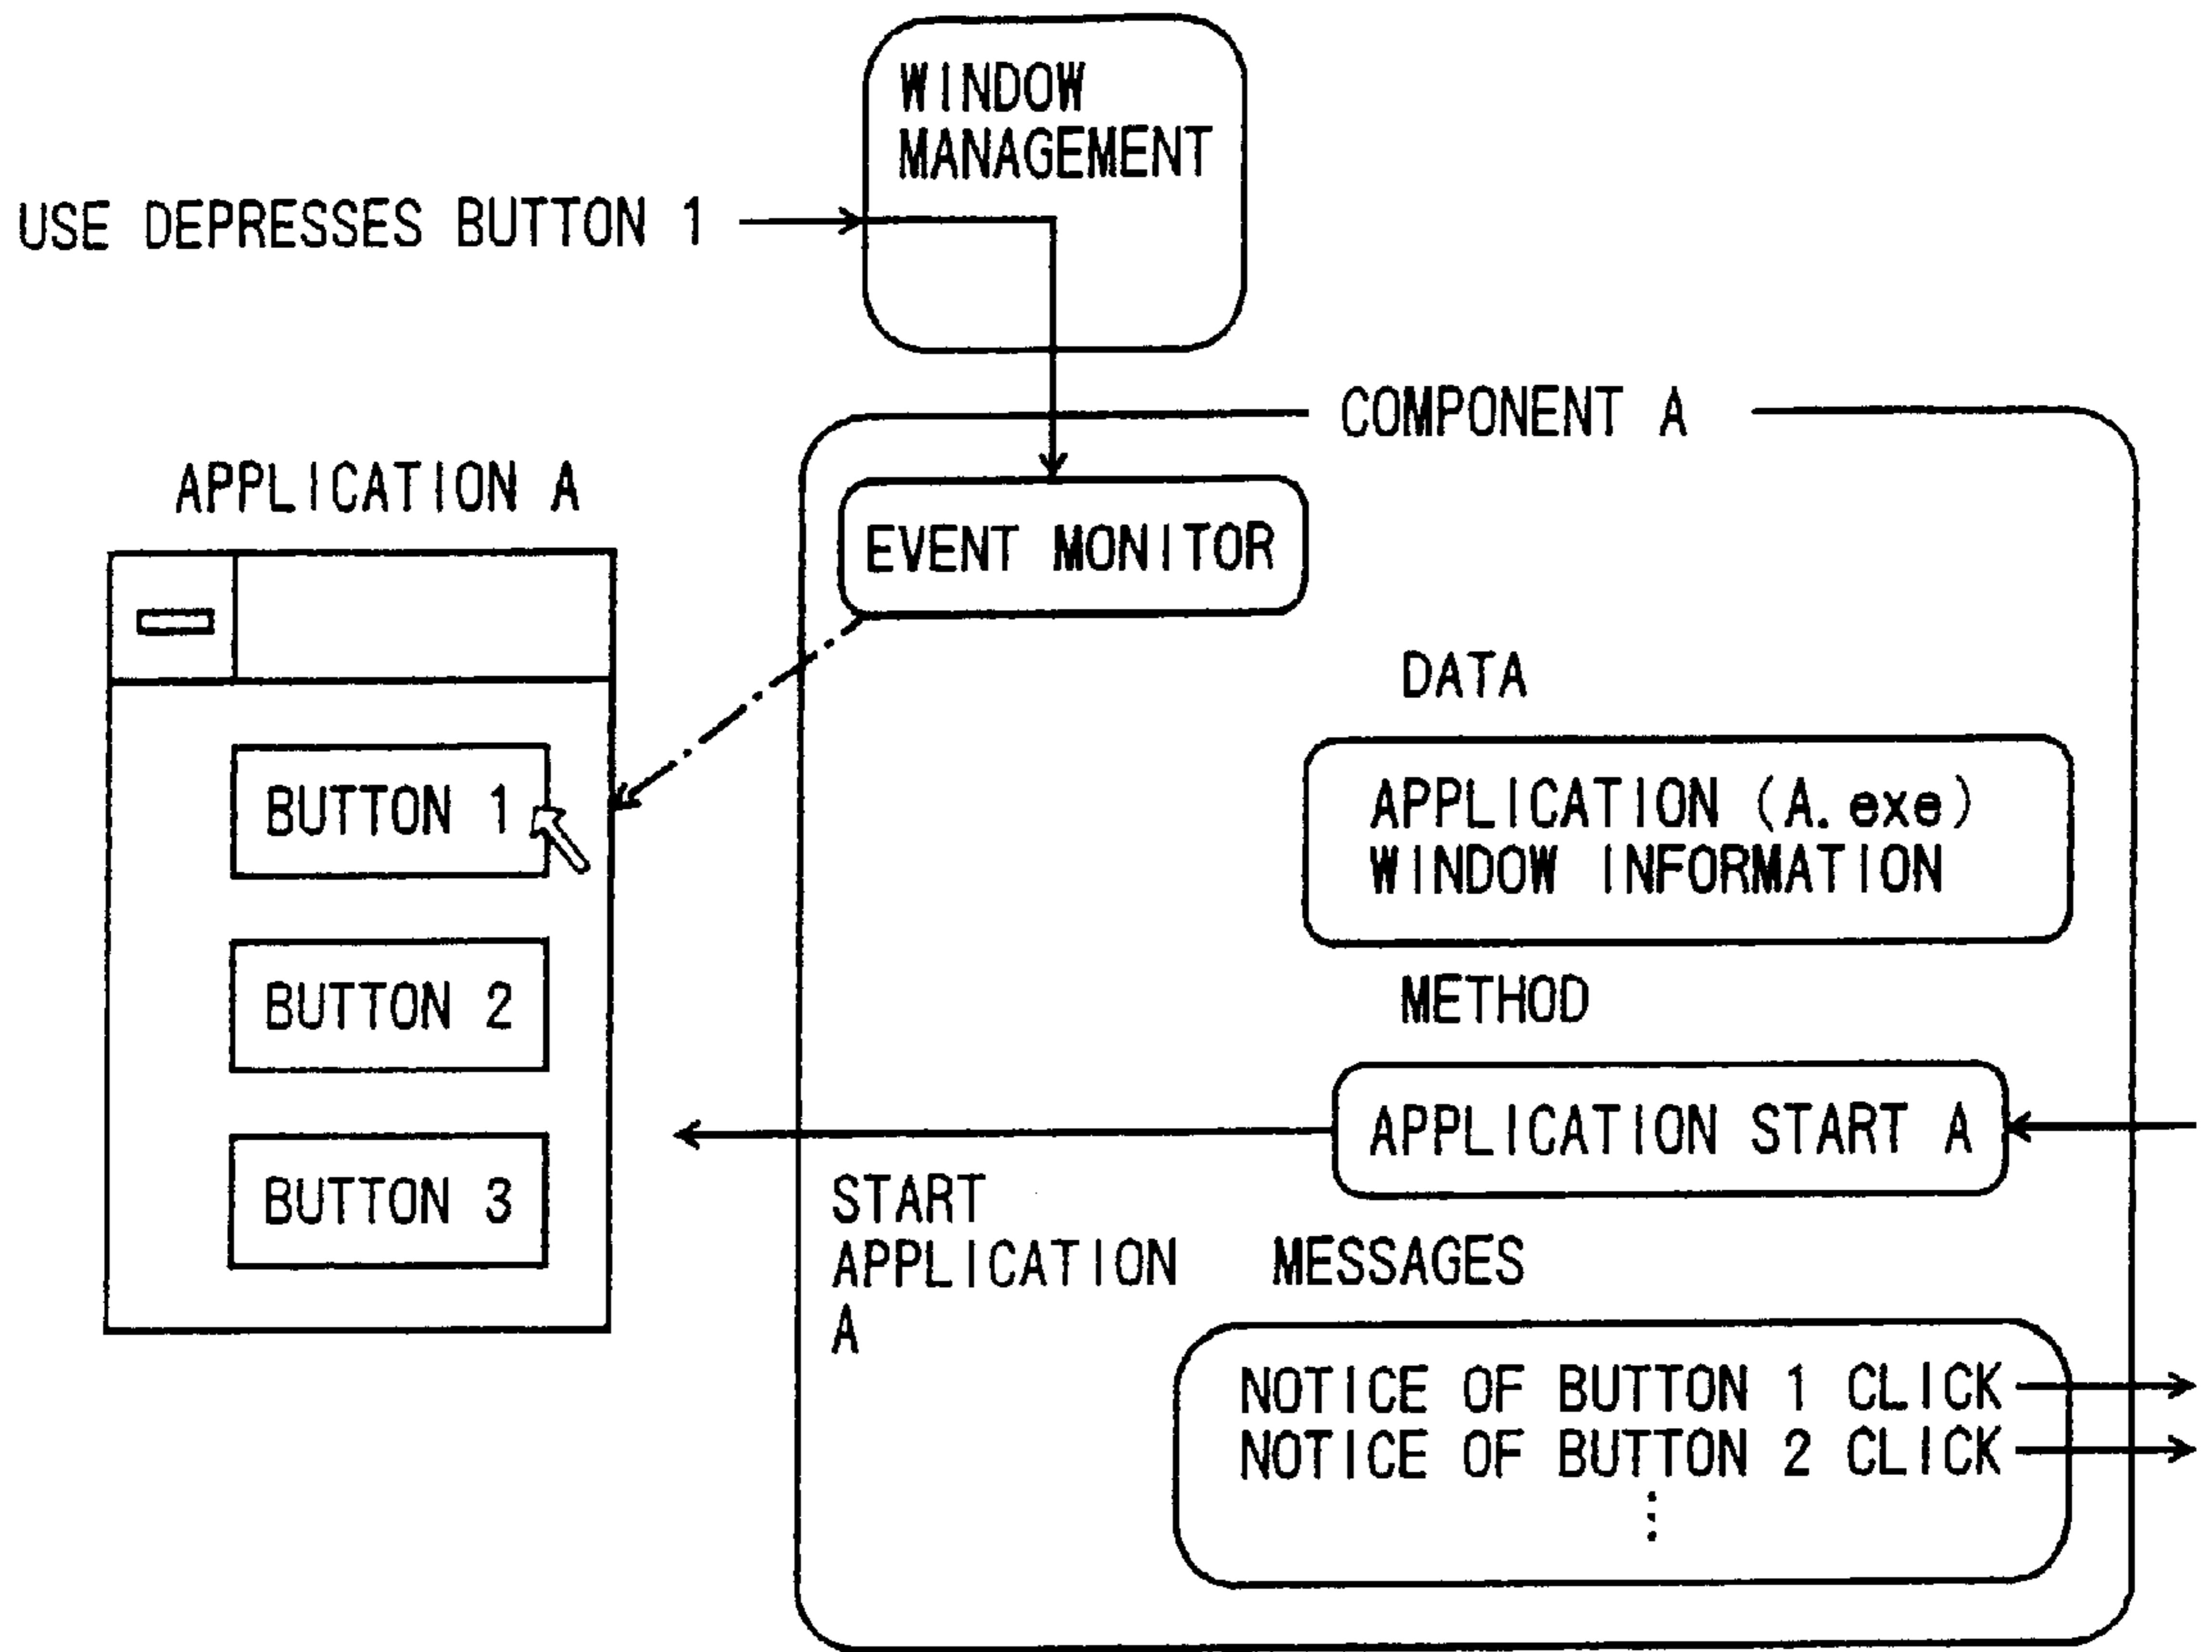 WINDOW
MANAGEMENT
USE DEPRESSES BUTTON 1
COMPONENT A
APPLICATION A
EVENT MONITOR
DATA
BUTTON 1
APPLICATION (A.exe)
WINDOW INFORMATION
BUTTON 2
METHOD
APPLICATION START A
BUTTON 3
START
APPLICATION
A
MESSAGES
NOTICE OF BUTTON 1 CLICK
NOTICE OF BUTTON 2 CLICK